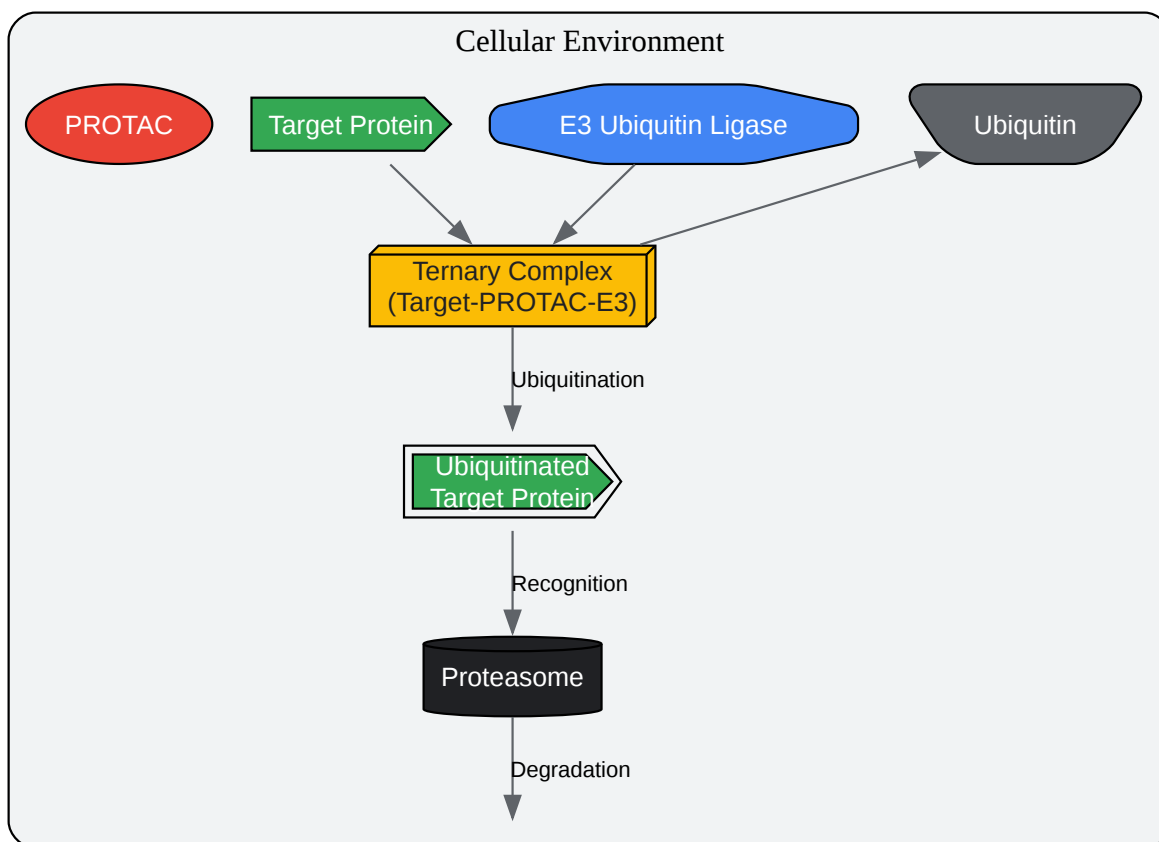 Cellular Environment
PROTAC
Target Protein
E3 Ubiquitin Ligase
Ubiquitin
Ternary Complex
(Target-PROTAC-E3)
Ubiquitination
Ubiquitinated
Target Protein
Recognition
Proteasome
Degradation